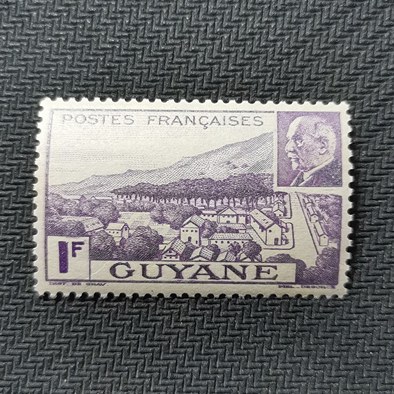 POSTES FRANÇAISES
1F
GUYANE